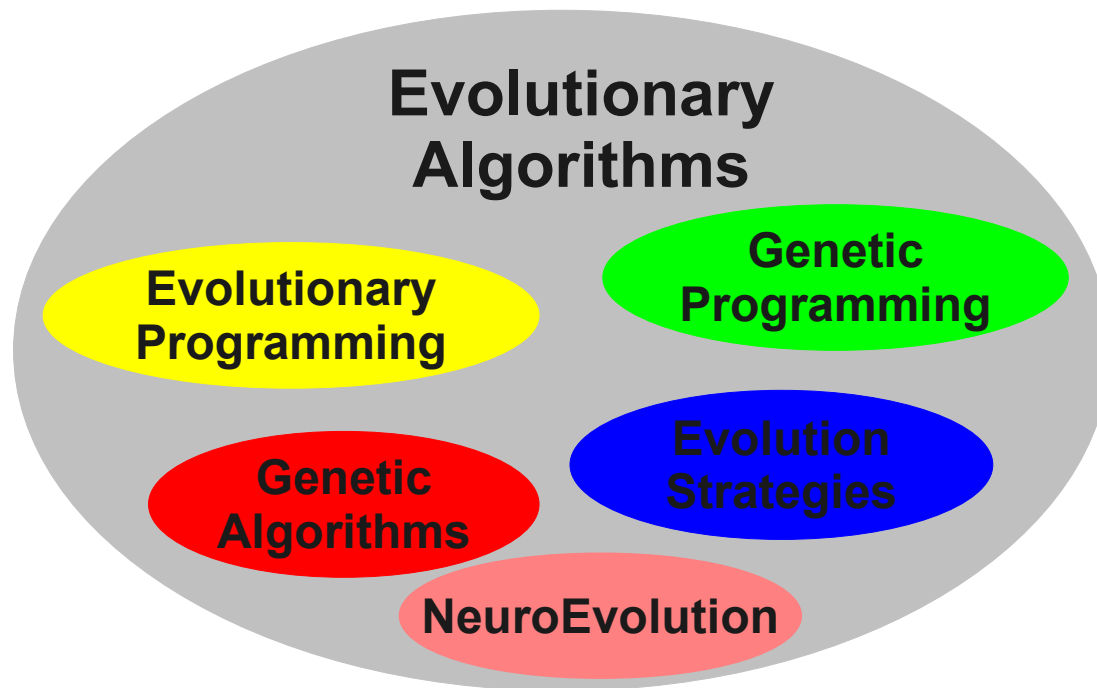 Evolutionary
Algorithms
Genetic
Programming
Evolutionary
Programming
Evolution
Strategies
Genetic
Algorithms
NeuroEvolution